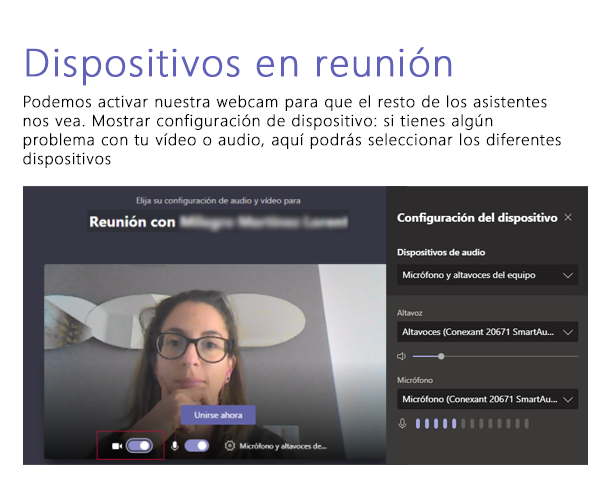 Dispositivos en reunión
Podemos activar nuestra webcam para que el resto de los asistentes
nos vea. Mostrar configuración de dispositivo: si tienes algún
problema con tu vídeo o audio, aquí podrás seleccionar los diferentes
dispositivos
Elija su configuración de audio y vídeo para
Reunión con
Unirse ahora
Micrófono y altavoces de...
Configuración del dispositivo
Dispositivos de audio
Micrófono y altavoces del equipo
Altavoz
Altavoces (Conexant 20671 SmartAu...
Micrófono
Micrófono (Conexant 20671 SmartAu...